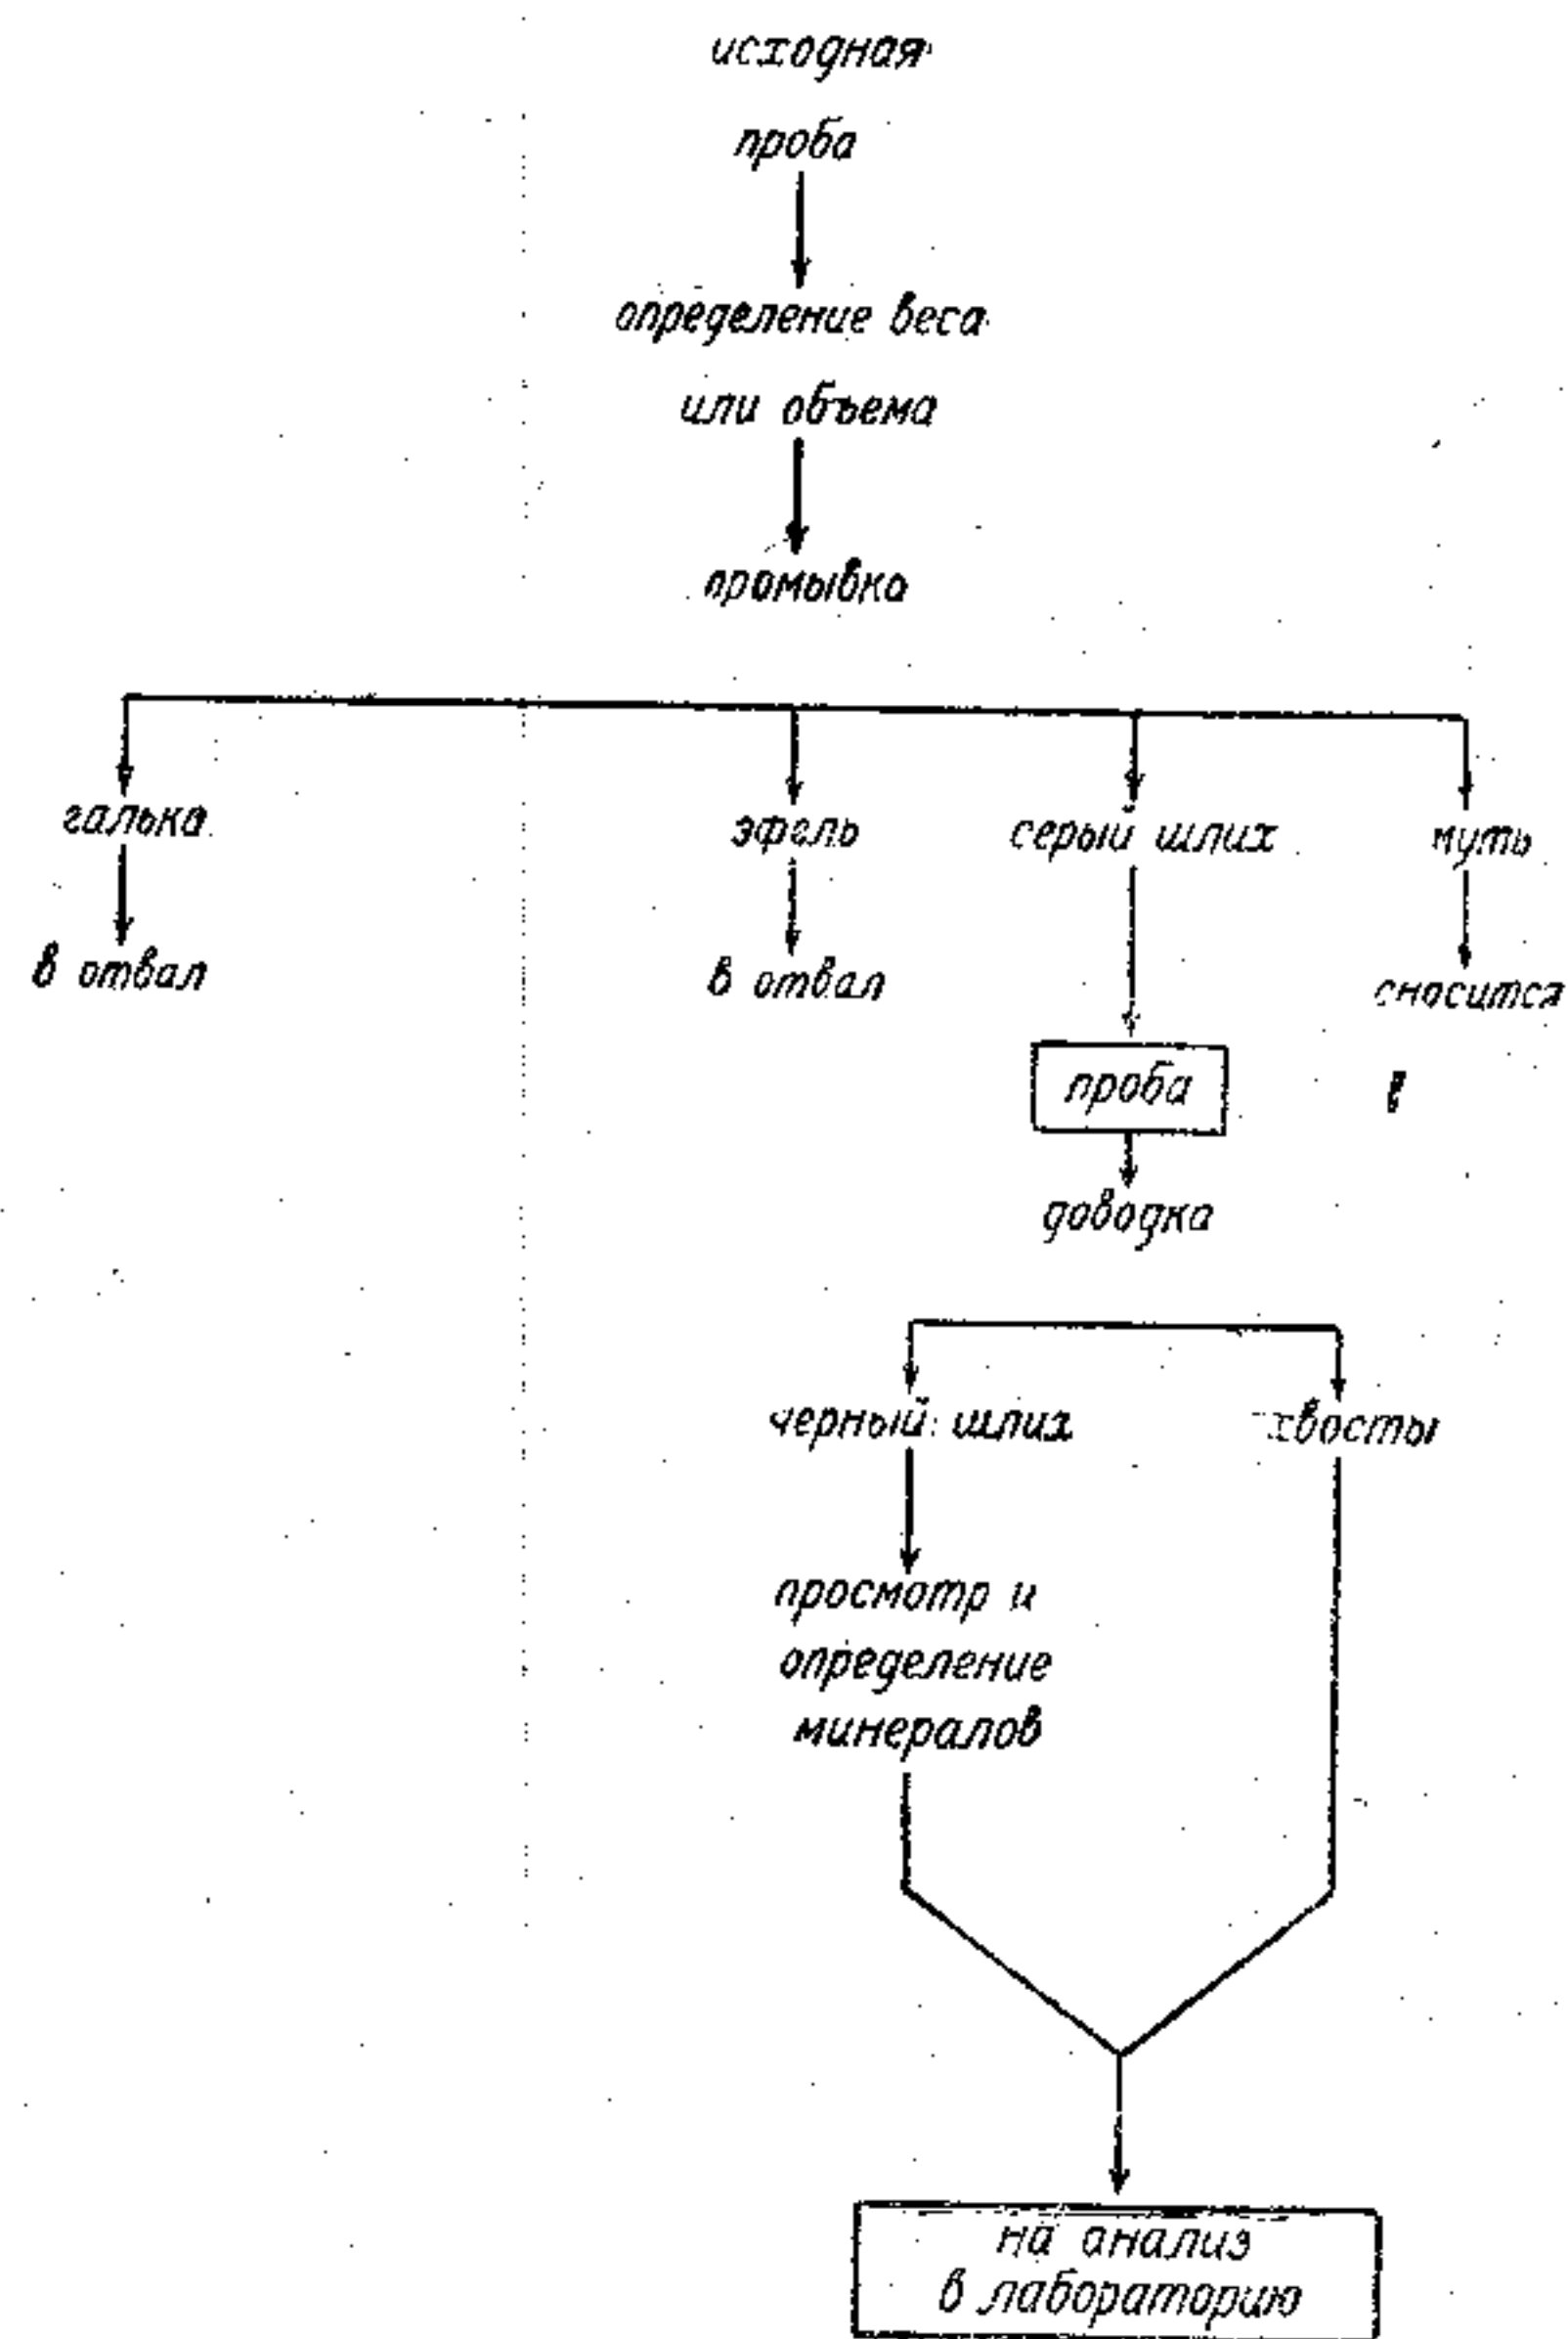 исходная
проба
определение веса
или объема
промывка
галька
эфель
серый шлих
муть
в отвал
в отвал
сносится
проба
доводка
черный шлих
хвосты
просмотр и
определение
минералов
на анализ
в лабораторию